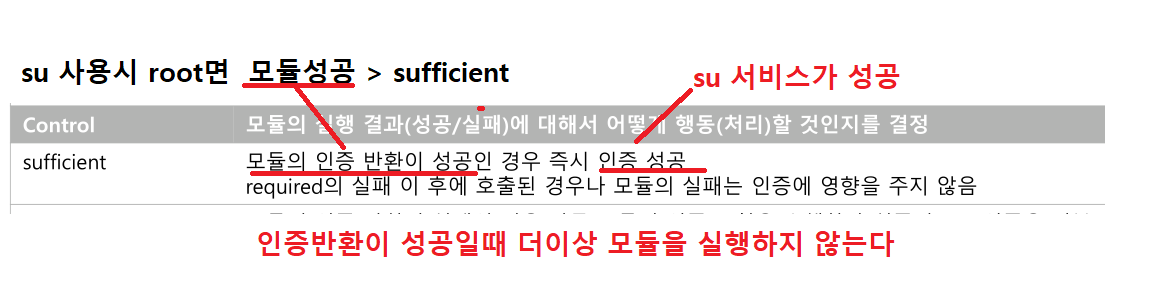 su 사용시 root면 모듈성공 > sufficient
su 서비스가 성공
Control 모듈의 실행 결과(성공/실패)에 대해서 어떻게 행동(처리)할 것인지를 결정
sufficient 모듈의 인증 반환이 성공인 경우 즉시 인증 성공
required의 실패 이 후에 호출된 경우나 모듈의 실패는 인증에 영향을 주지 않음
인증반환이 성공일때 더이상 모듈을 실행하지 않는다